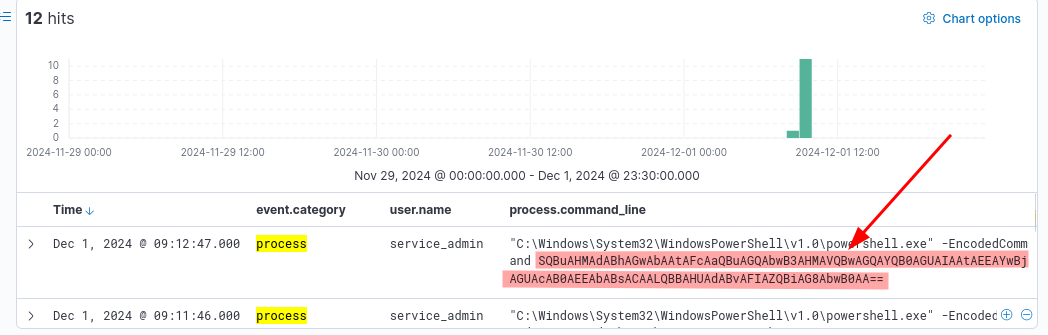 12 hits
Chart options
10
8
6
4
2
0
2024-11-29 00:00 2024-11-29 12:00 2024-11-30 00:00 2024-11-30 12:00 2024-12-01 00:00 2024-12-01 12:00
Nov 29, 2024 @ 00:00:00.000 - Dec 1, 2024 @ 23:30:00.000
Time event.category user.name process.command_line
Dec 1, 2024 @ 09:12:47.000 process service_admin "C:\Windows\System32\WindowsPowerShell\v1.0\powershell.exe" -EncodedComm
and SQBuAHMAdABhAGwAbAAtAFcAaQBuAGQAbwB3AHMAVQBwAGQAYQB0AGUAIAAtAEEAYwBj
AGUAcAB0AEEAbABsACAALQBBAHUAdABvAFIAZQBiAG8AbwB0AA==
Dec 1, 2024 @ 09:11:46.000 process service_admin "C:\Windows\System32\WindowsPowerShell\v1.0\powershell.exe" -Encoded